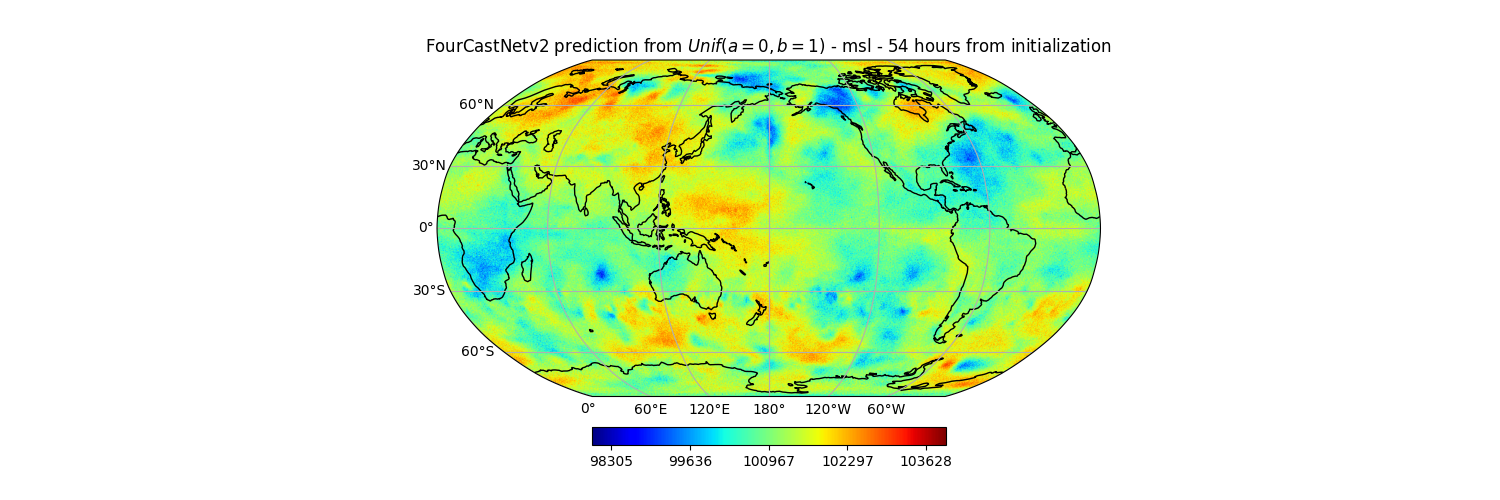 FourCastNetv2 prediction from Unif(a = 0, b = 1) - msl - 54 hours from initialization
60°N
30°N
0°
30°S
60°S
0° 60°E 120°E 180° 120°W 60°W
98305 99636 100967 102297 103628